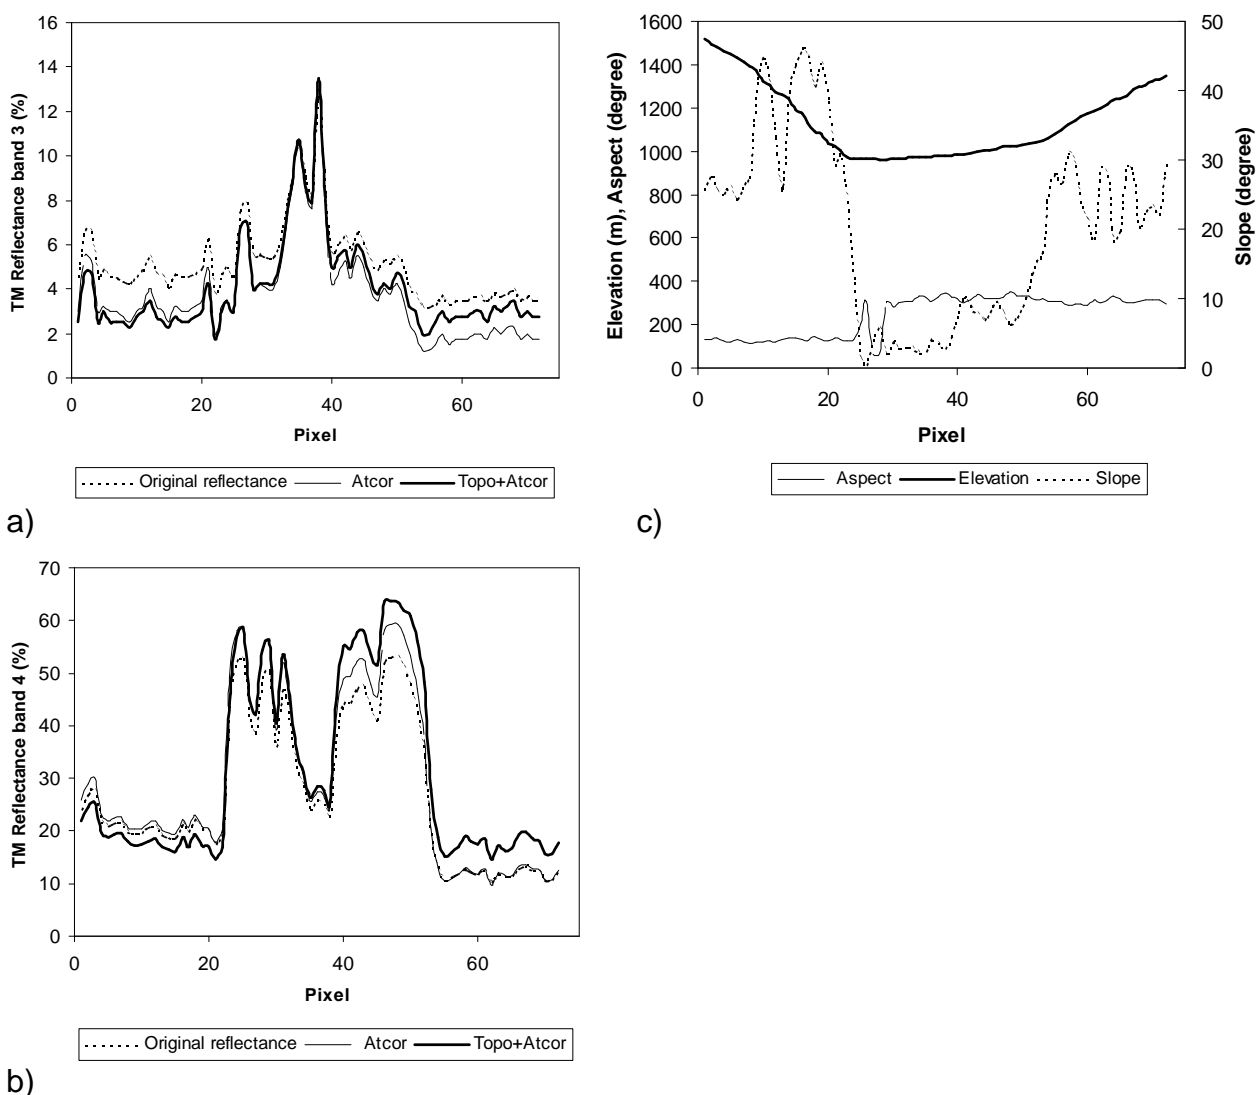 16
14
12
10
8
6
4
2
0
TM Reflectance band 3 (%)
0 20 40 60
Pixel
Original reflectance Atcor Topo+Atcor
a)
1600
1400
1200
1000
800
600
400
200
0
Elevation (m), Aspect (degree)
50
40
30
20
10
0
Slope (degree)
0 20 40 60
Pixel
Aspect Elevation Slope
c)
70
60
50
40
30
20
10
0
TM Reflectance band 4 (%)
0 20 40 60
Pixel
Original reflectance Atcor Topo+Atcor
b)